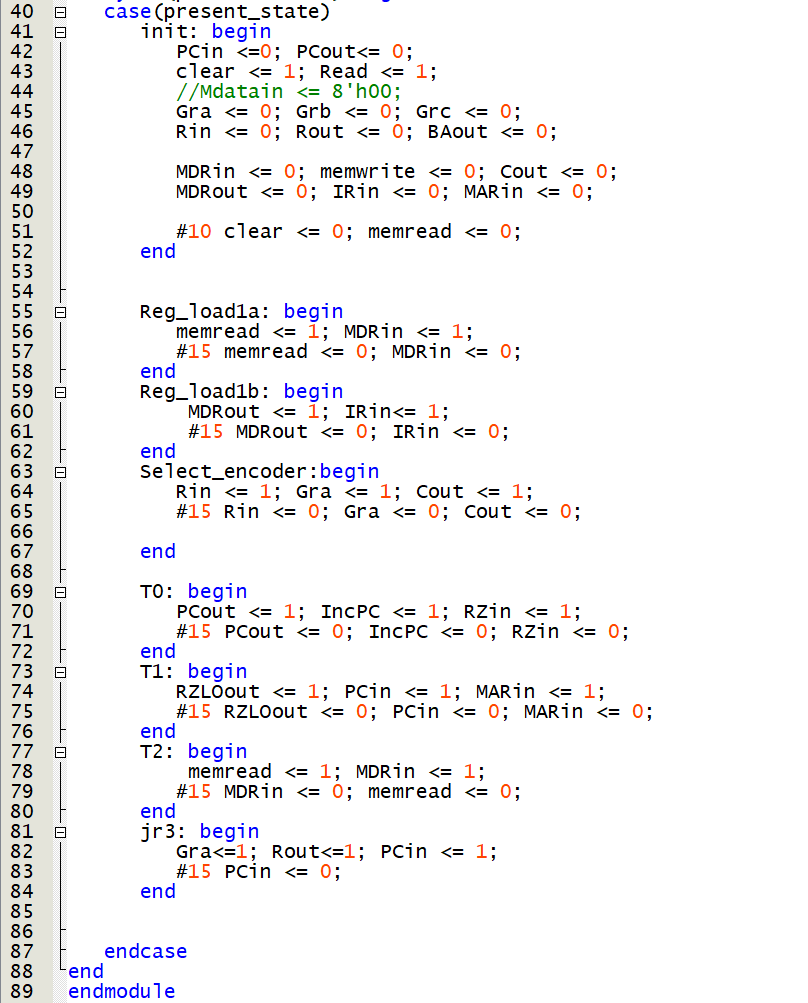 40 case(present_state)
41 init: begin
42 PCin <=0; PCout<= 0;
43 clear <= 1; Read <= 1;
44 //Mdatain <= 8'h00;
45 Gra <= 0; Grb <= 0; Grc <= 0;
46 Rin <= 0; Rout <= 0; BAout <= 0;
47
48 MDRin <= 0; memwrite <= 0; Cout <= 0;
49 MDRout <= 0; IRin <= 0; MARin <= 0;
50
51 #10 clear <= 0; memread <= 0;
52 end
53
54
55 Reg_load1a: begin
56 memread <= 1; MDRin <= 1;
57 #15 memread <= 0; MDRin <= 0;
58 end
59 Reg_load1b: begin
60 MDRout <= 1; IRin<= 1;
61 #15 MDRout <= 0; IRin <= 0;
62 end
63 Select_encoder:begin
64 Rin <= 1; Gra <= 1; Cout <= 1;
65 #15 Rin <= 0; Gra <= 0; Cout <= 0;
66
67 end
68
69 T0: begin
70 PCout <= 1; IncPC <= 1; RZin <= 1;
71 #15 PCout <= 0; IncPC <= 0; RZin <= 0;
72 end
73 T1: begin
74 RZLOout <= 1; PCin <= 1; MARin <= 1;
75 #15 RZLOout <= 0; PCin <= 0; MARin <= 0;
76 end
77 T2: begin
78 memread <= 1; MDRin <= 1;
79 #15 MDRin <= 0; memread <= 0;
80 end
81 jr3: begin
82 Gra<=1; Rout<=1; PCin <= 1;
83 #15 PCin <= 0;
84 end
85
86
87 endcase
88 end
89 endmodule